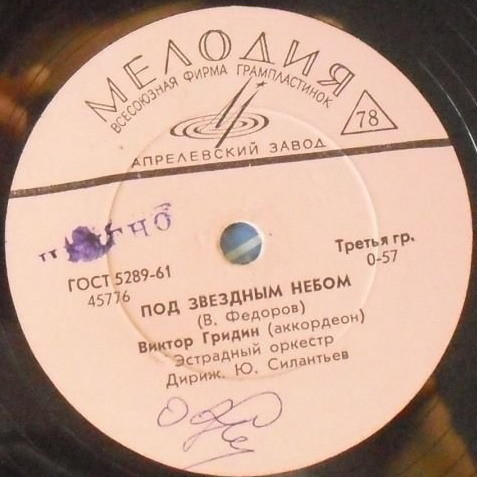 МЕЛОДИЯ
ВСЕСОЮЗНАЯ ФИРМА ГРАМПЛАСТИНОК
78
АПРЕЛЕВСКИЙ ЗАВОД
ГОСТ 5289-61
45776
Третья гр.
0-57
ПОД ЗВЕЗДНЫМ НЕБОМ
(В. Федоров)
Виктор Гридин (аккордеон)
Эстрадный оркестр
Дириж. Ю. Силантьев